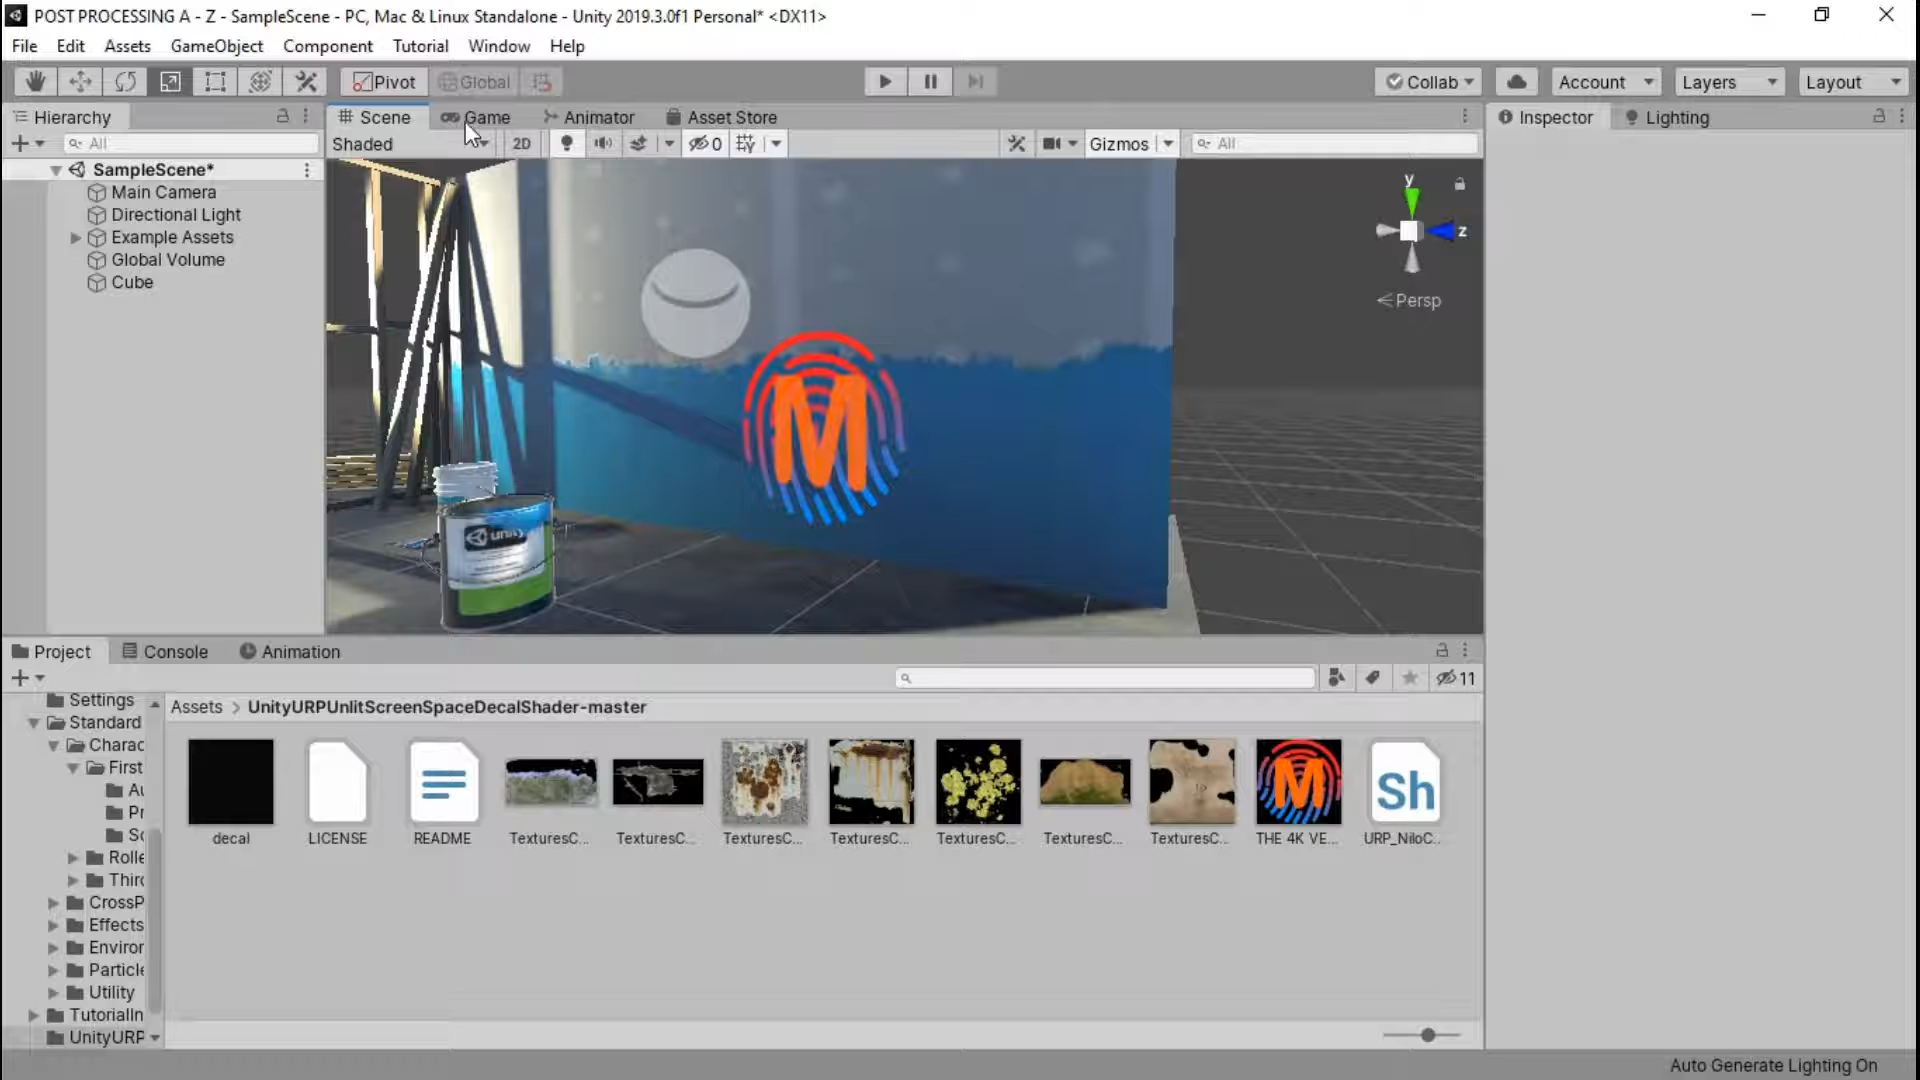 POST PROCESSING A - Z - SampleScene - PC, Mac & Linux Standalone - Unity 2019.3.0f1 Personal* <DX11>
File Edit Assets GameObject Component Tutorial Window Help
Pivot Global Collab Account Layers Layout
Hierarchy Scene Game Animator Asset Store Inspector Lighting
All Shaded 2D 0 Gizmos All
SampleScene*
Main Camera
Directional Light
Example Assets
Global Volume
Cube
y
z
Persp
M
unity
Project Console Animation
11
Assets > UnityURPUnlitScreenSpaceDecalShader-master
Settings
Standard
Charac
First
Au
Pr
Sc
Rolle
Thir
CrossP
Effects
Enviror
Particle
Utility
TutorialIn
UnityURP
M Sh
decal LICENSE README TexturesC... TexturesC... TexturesC... TexturesC... TexturesC... TexturesC... TexturesC... THE 4K VE... URP_NiloC...
Auto Generate Lighting On